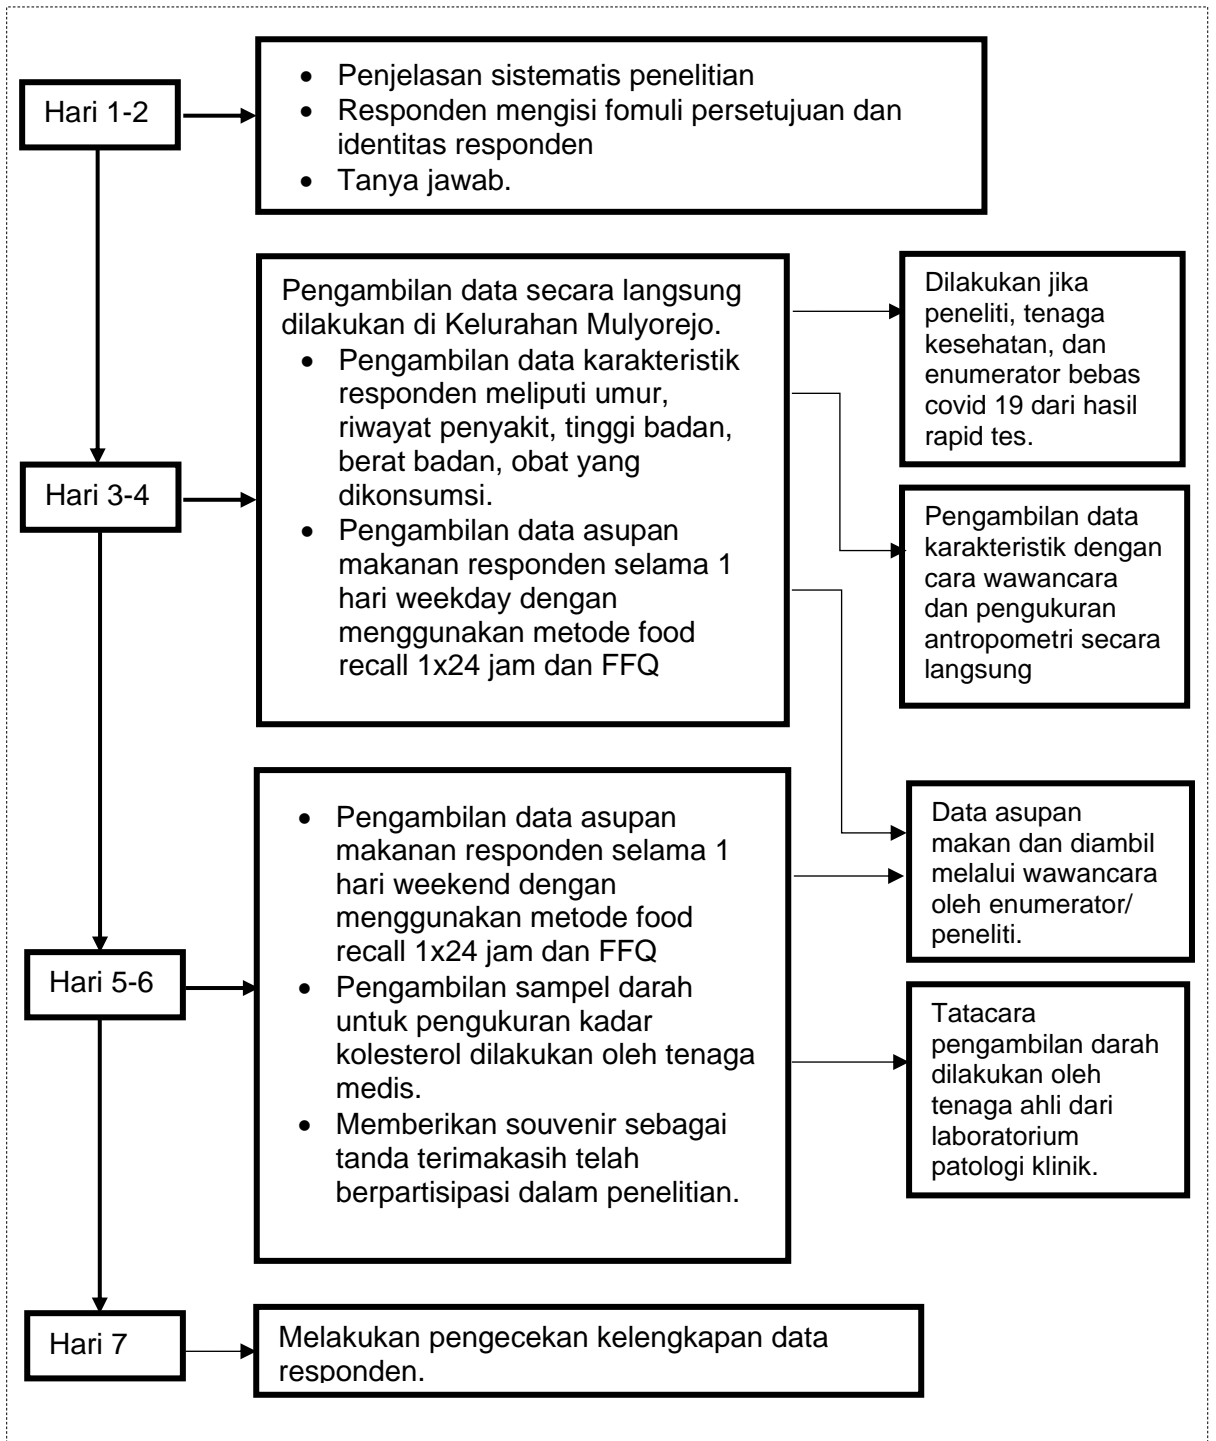 Hari 1-2
• Penjelasan sistematis penelitian
• Responden mengisi fomuli persetujuan dan
identitas responden
• Tanya jawab.
Hari 3-4
Pengambilan data secara langsung
dilakukan di Kelurahan Mulyorejo.
• Pengambilan data karakteristik
responden meliputi umur,
riwayat penyakit, tinggi badan,
berat badan, obat yang
dikonsumsi.
• Pengambilan data asupan
makanan responden selama 1
hari weekday dengan
menggunakan metode food
recall 1x24 jam dan FFQ
Dilakukan jika
peneliti, tenaga
kesehatan, dan
enumerator bebas
covid 19 dari hasil
rapid tes.
Pengambilan data
karakteristik dengan
cara wawancara
dan pengukuran
antropometri secara
langsung
Hari 5-6
• Pengambilan data asupan
makanan responden selama 1
hari weekend dengan
menggunakan metode food
recall 1x24 jam dan FFQ
• Pengambilan sampel darah
untuk pengukuran kadar
kolesterol dilakukan oleh tenaga
medis.
• Memberikan souvenir sebagai
tanda terimakasih telah
berpartisipasi dalam penelitian.
Data asupan
makan dan diambil
melalui wawancara
oleh enumerator/
peneliti.
Tatacara
pengambilan darah
dilakukan oleh
tenaga ahli dari
laboratorium
patologi klinik.
Hari 7
Melakukan pengecekan kelengkapan data
responden.